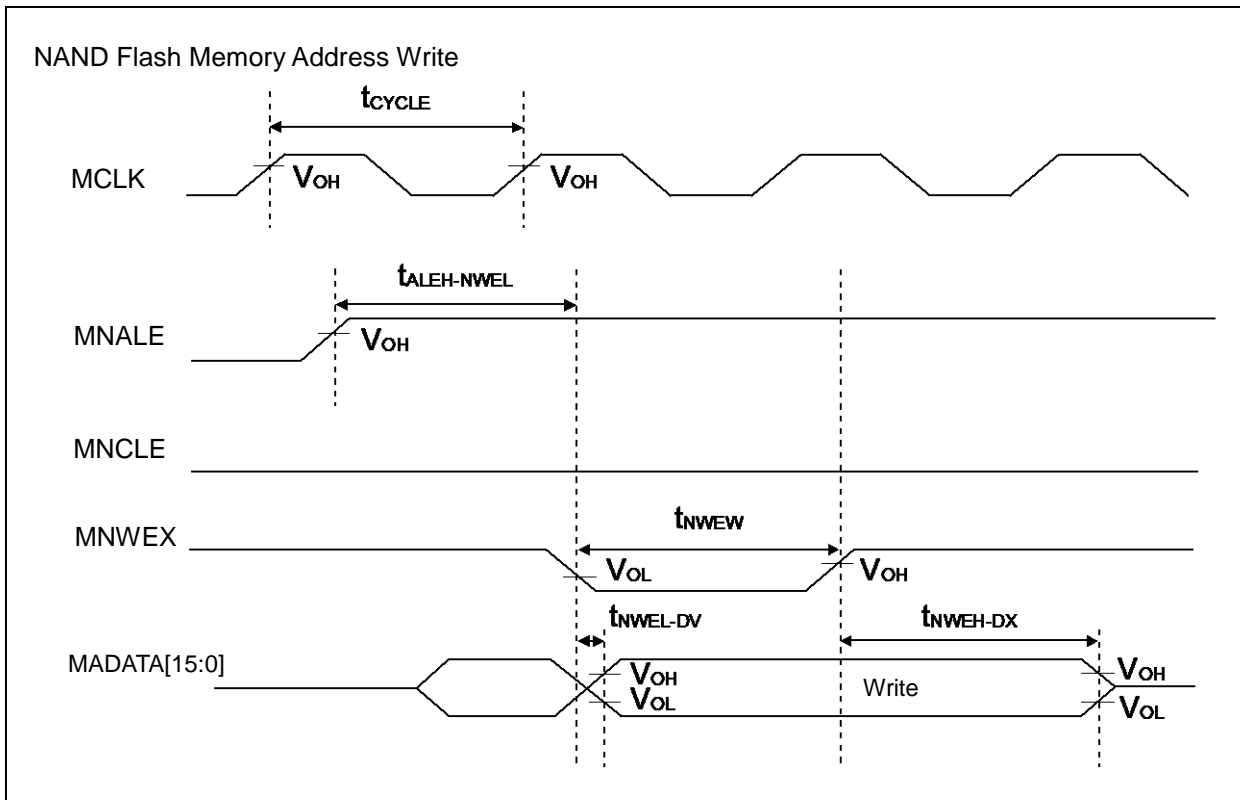 NAND Flash Memory Address Write
tCYCLE
MCLK
VOH
VOH
tALEH-NWEL
MNALE
VOH
MNCLE
tNWEW
MNWEX
VOL
VOH
tNWEL-DV
tNWEH-DX
MADATA[15:0]
VOH
Write
VOH
VOL
VOL